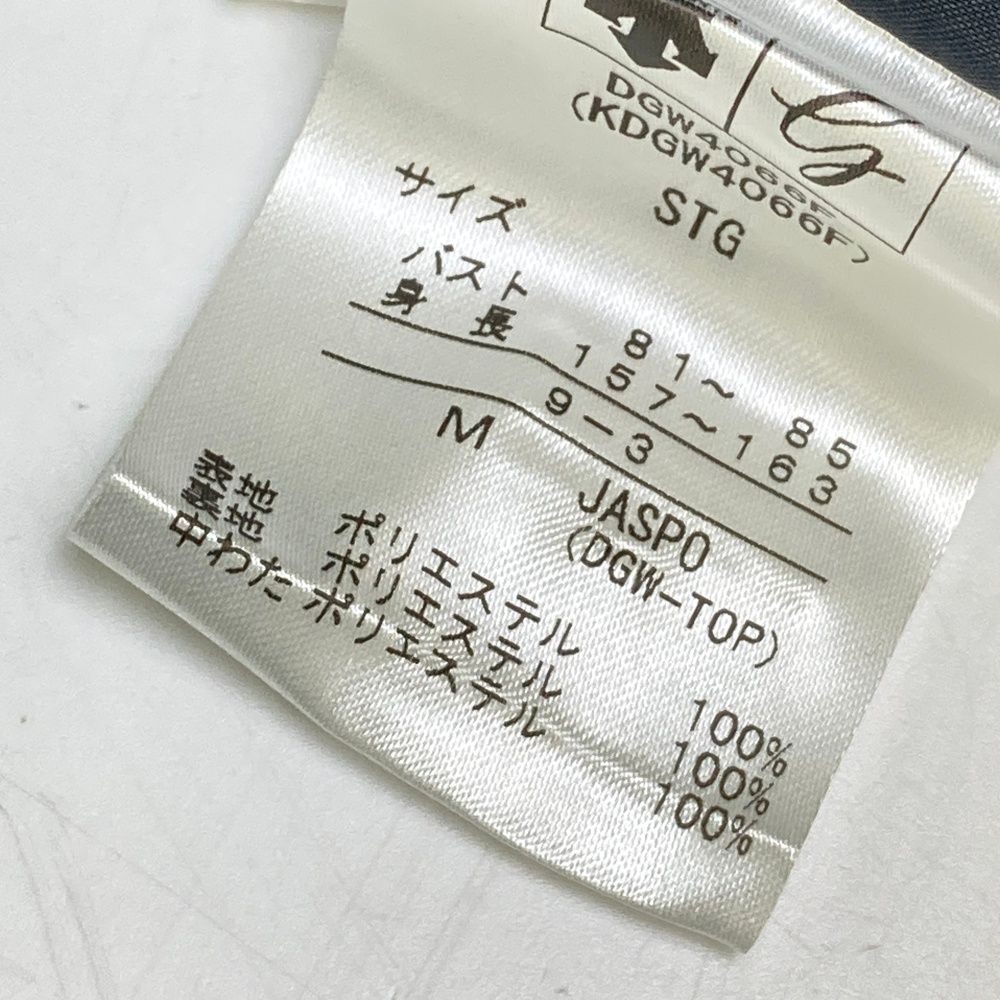 G
DGW4066F
(KDGW4066F)
STG
サイズ
バスト 81～ 85
身長 157～163
9-3
M JASPO
(DGW-TOP)
表地 ポリエステル 100%
裏地 ポリエステル 100%
中わた ポリエステル 100%